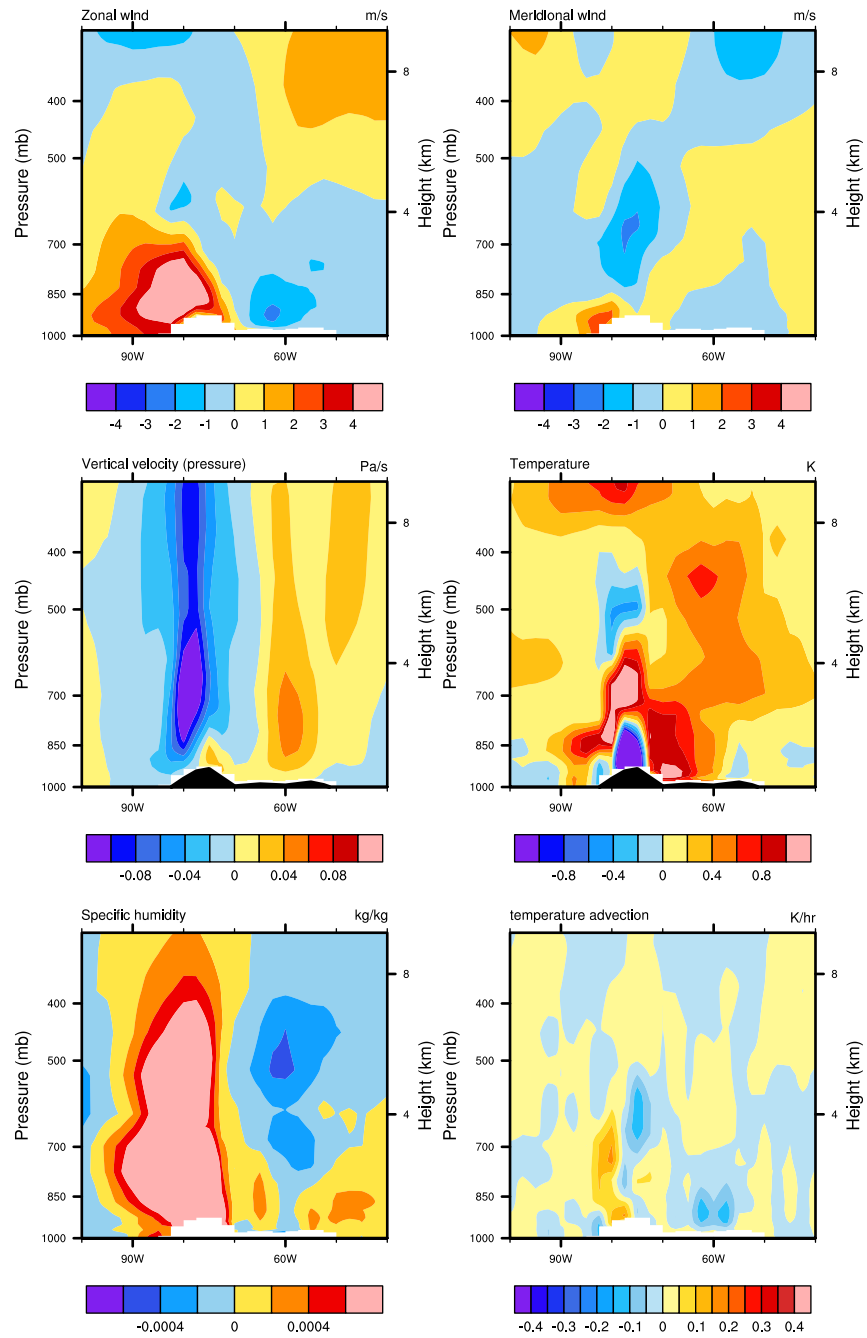 Zonal wind m/s
Meridional wind m/s
400
500
700
850
1000
Pressure (mb)
8
4
Height (km)
90W 60W
400
500
700
850
1000
Pressure (mb)
8
4
Height (km)
90W 60W
-4 -3 -2 -1 0 1 2 3 4
-4 -3 -2 -1 0 1 2 3 4
Vertical velocity (pressure) Pa/s
Temperature K
400
500
700
850
1000
Pressure (mb)
8
4
Height (km)
90W 60W
400
500
700
850
1000
Pressure (mb)
8
4
Height (km)
90W 60W
-0.08 -0.04 0 0.04 0.08
-0.8 -0.4 0 0.4 0.8
Specific humidity kg/kg
temperature advection K/hr
400
500
700
850
1000
Pressure (mb)
8
4
Height (km)
90W 60W
400
500
700
850
1000
Pressure (mb)
8
4
Height (km)
90W 60W
-0.0004 0 0.0004
-0.4 -0.3 -0.2 -0.1 0 0.1 0.2 0.3 0.4